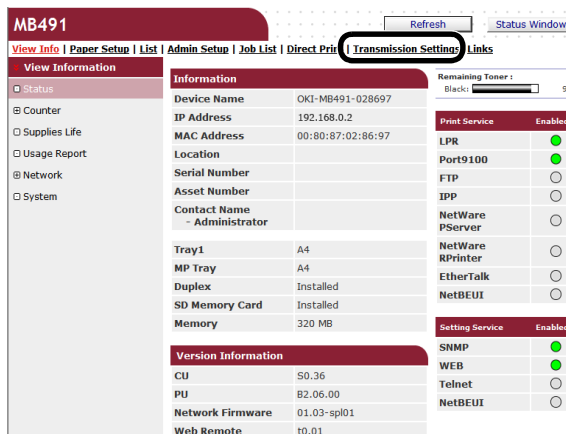 MB491
Refresh
Status Window
View Info | Paper Setup | List | Admin Setup | Job List | Direct Prin | Transmission Settings Links
View Information
Status
Counter
Supplies Life
Usage Report
Network
System
Information
Device Name OKI-MB491-028697
IP Address 192.168.0.2
MAC Address 00:80:87:02:86:97
Location
Serial Number
Asset Number
Contact Name
- Administrator
Tray1 A4
MP Tray A4
Duplex Installed
SD Memory Card Installed
Memory 320 MB
Version Information
CU S0.36
PU B2.06.00
Network Firmware 01.03-spl01
Web Remote t0.01
Remaining Toner :
Black: 9
Print Service Enabled
LPR
Port9100
FTP
IPP
NetWare
PServer
NetWare
RPrinter
EtherTalk
NetBEUI
Setting Service Enabled
SNMP
WEB
Telnet
NetBEUI